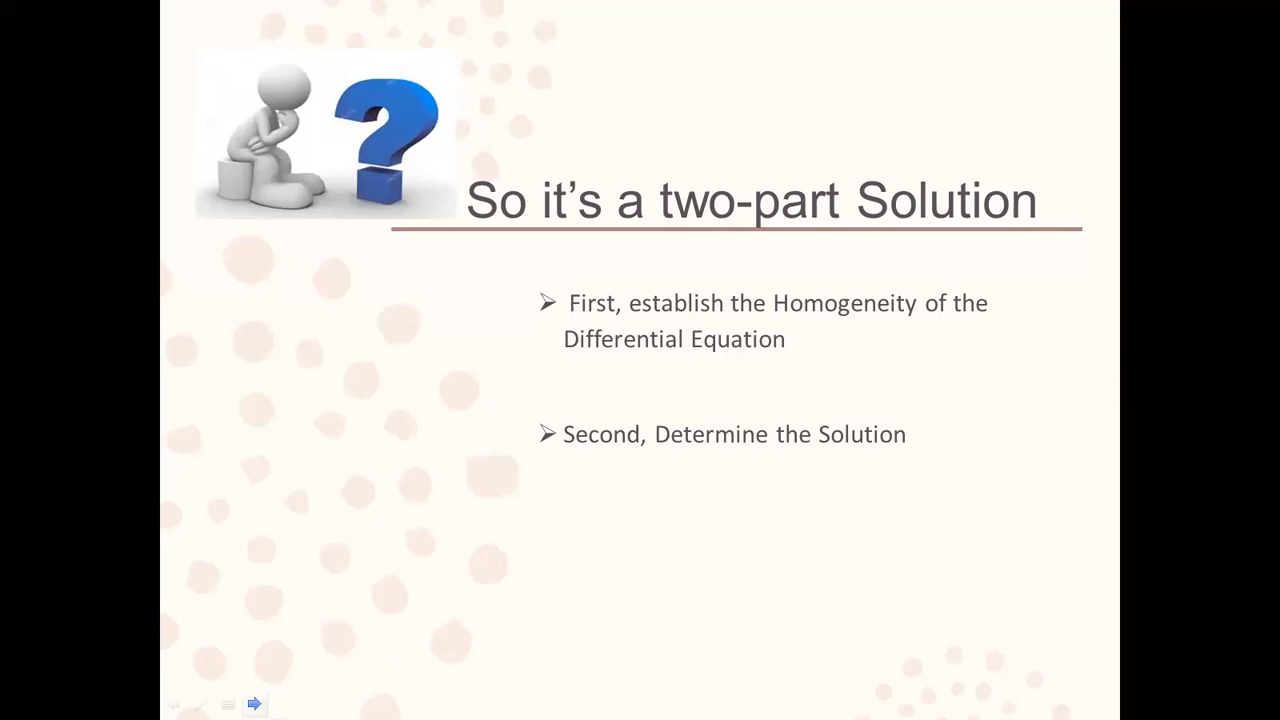 So it’s a two-part Solution
➢ First, establish the Homogeneity of the
Differential Equation
➢ Second, Determine the Solution